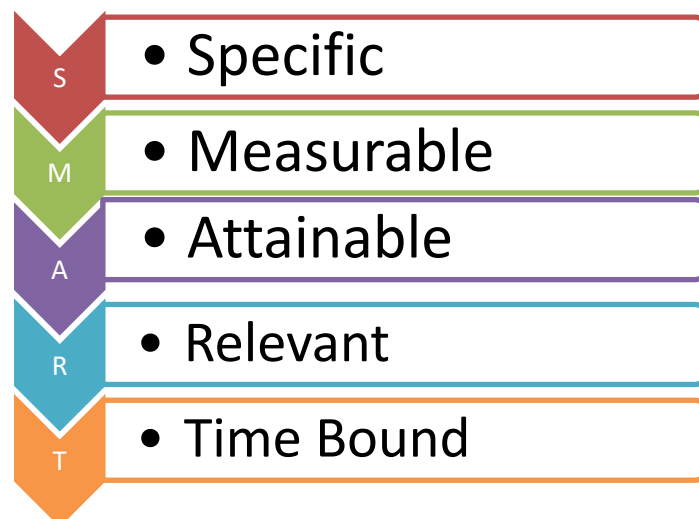 S
• Specific
M
• Measurable
A
• Attainable
R
• Relevant
T
• Time Bound